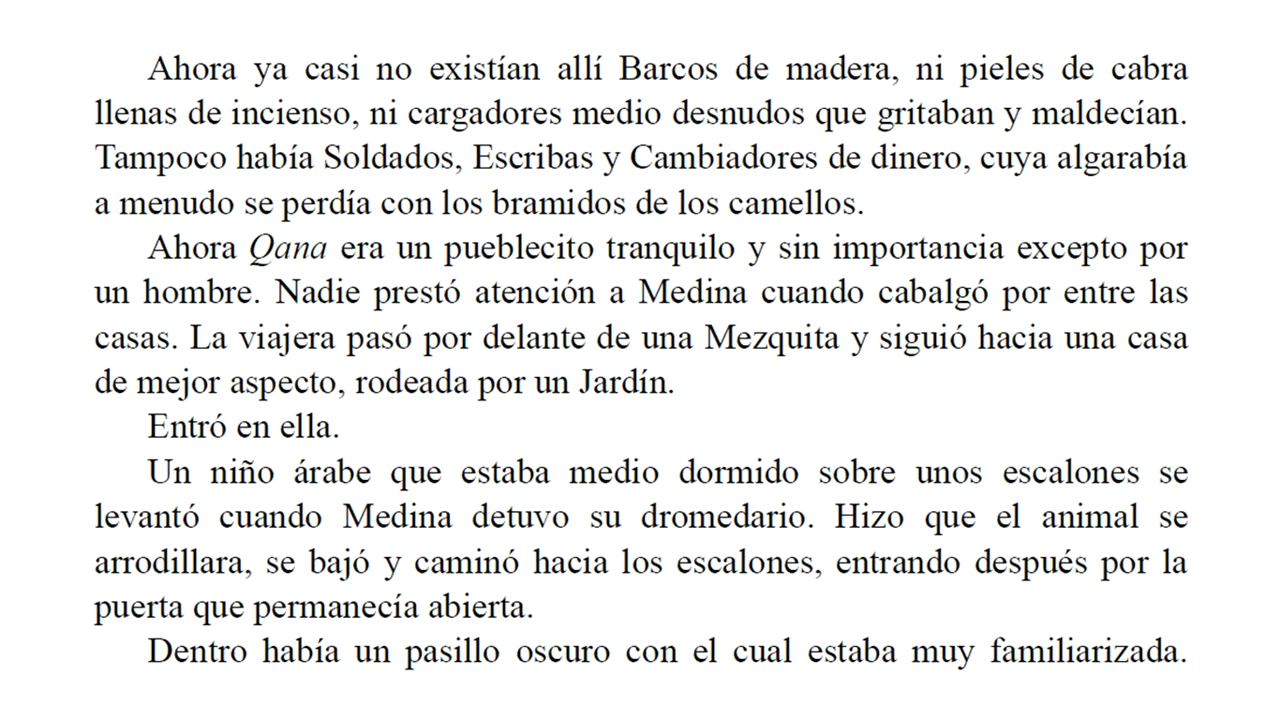 Ahora ya casi no existían allí Barcos de madera, ni pieles de cabra
llenas de incienso, ni cargadores medio desnudos que gritaban y maldecían.
Tampoco había Soldados, Escribas y Cambiadores de dinero, cuya algarabía
a menudo se perdía con los bramidos de los camellos.
Ahora Qana era un pueblecito tranquilo y sin importancia excepto por
un hombre. Nadie prestó atención a Medina cuando cabalgó por entre las
casas. La viajera pasó por delante de una Mezquita y siguió hacia una casa
de mejor aspecto, rodeada por un Jardín.
Entró en ella.
Un niño árabe que estaba medio dormido sobre unos escalones se
levantó cuando Medina detuvo su dromedario. Hizo que el animal se
arrodillara, se bajó y caminó hacia los escalones, entrando después por la
puerta que permanecía abierta.
Dentro había un pasillo oscuro con el cual estaba muy familiarizada.